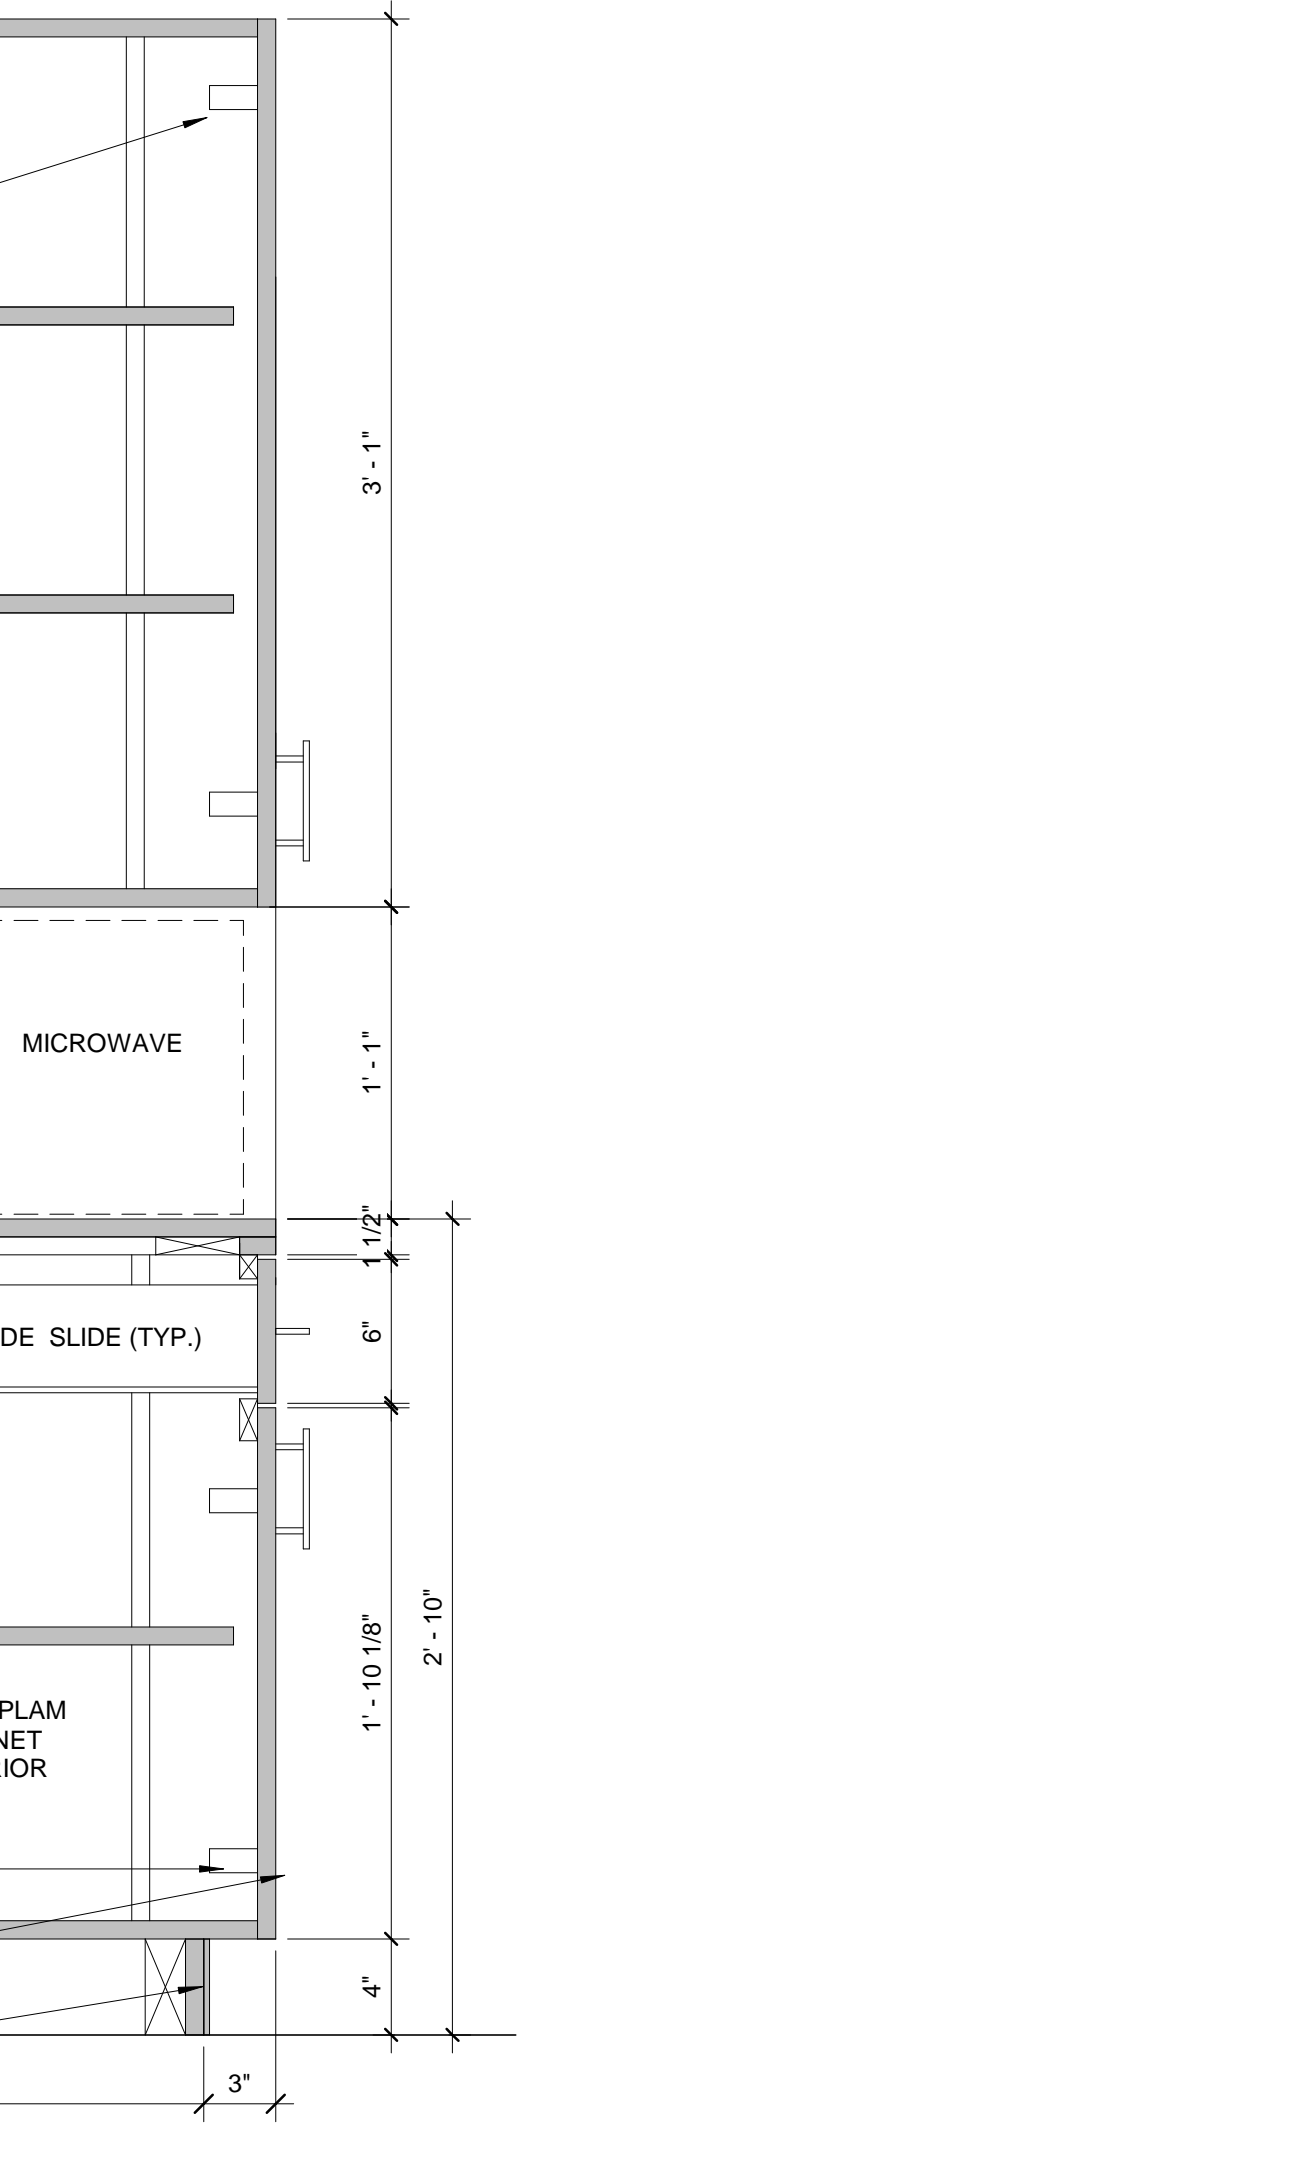 3' - 1"
MICROWAVE
1' - 1"
1 1/2"
DE SLIDE (TYP.)
6"
1' - 10 1/8"
2' - 10"
PLAM
NET
RIOR
4"
3"